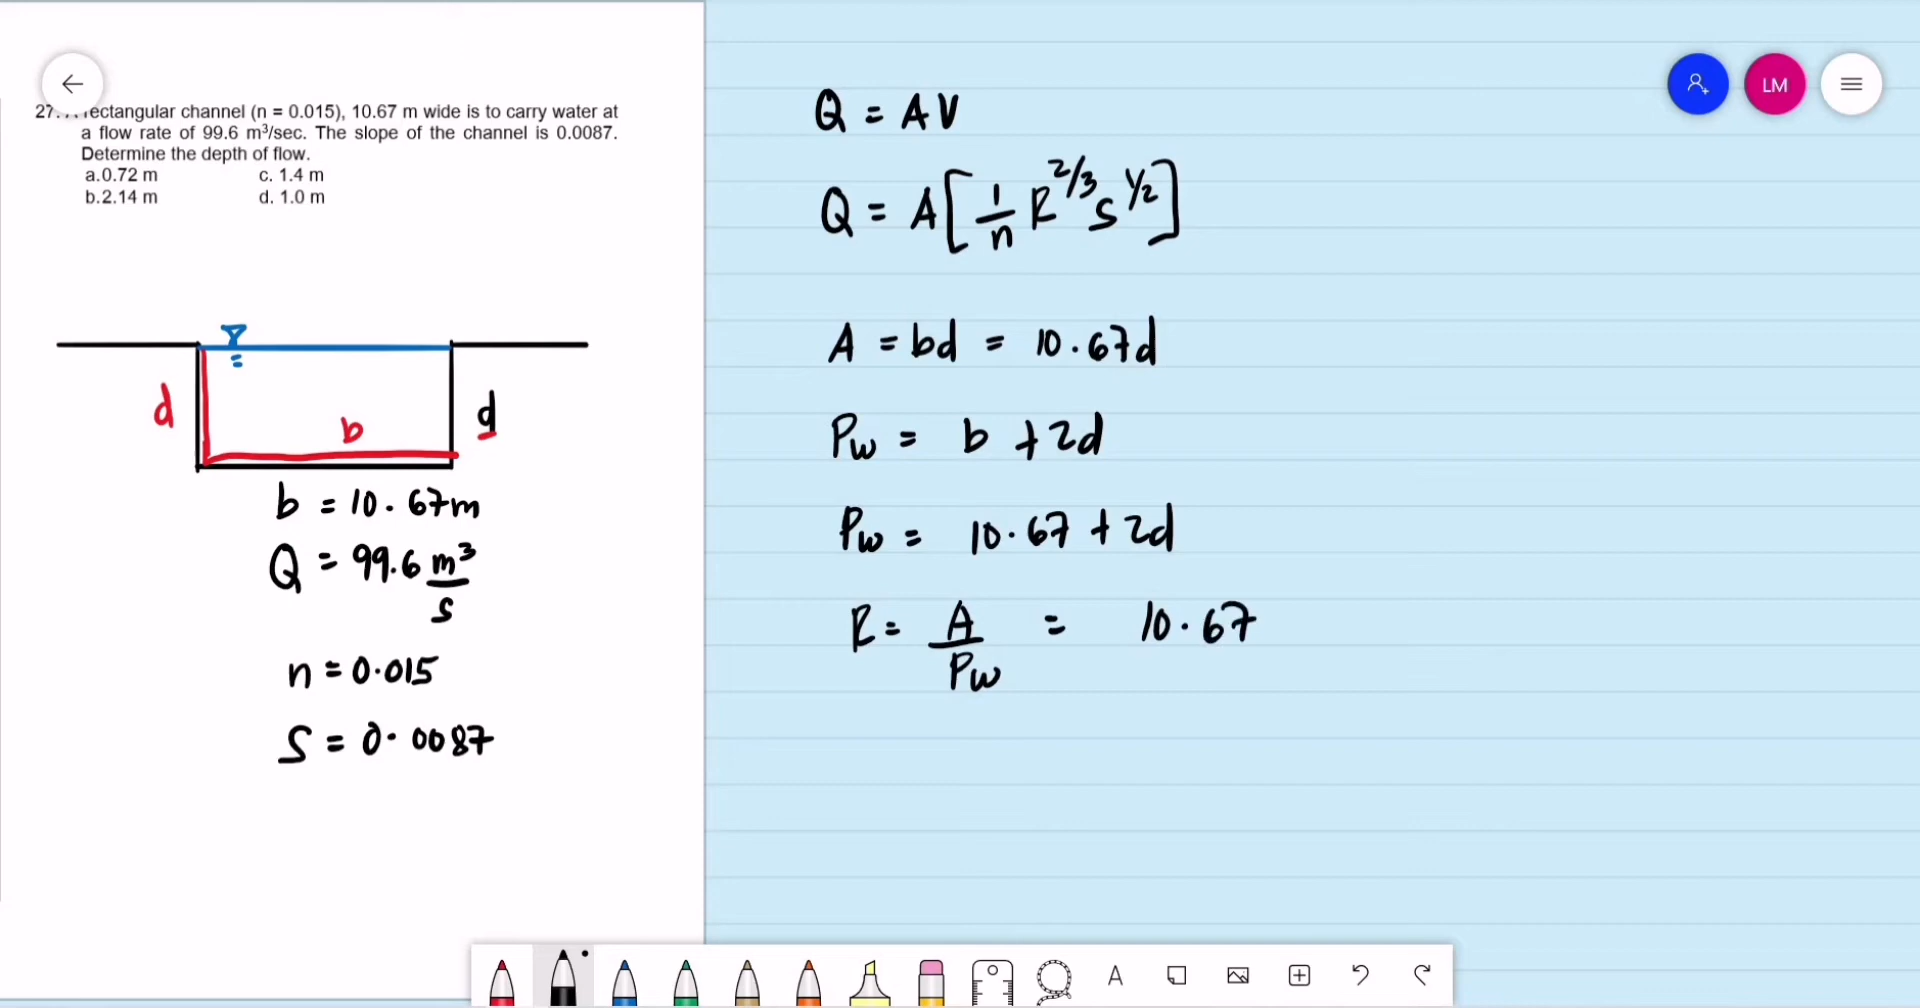 27. A rectangular channel (n = 0.015), 10.67 m wide is to carry water at
a flow rate of 99.6 m³/sec. The slope of the channel is 0.0087.
Determine the depth of flow.
a.0.72 m c. 1.4 m
b.2.14 m d. 1.0 m
d b d
b = 10.67m
Q = 99.6 m³/s
n = 0.015
S = 0.0087
Q = AV
Q = A[1/n R^2/3 S^1/2]
A = bd = 10.67d
Pw = b + 2d
Pw = 10.67 + 2d
R = A/Pw = 10.67
LM
A